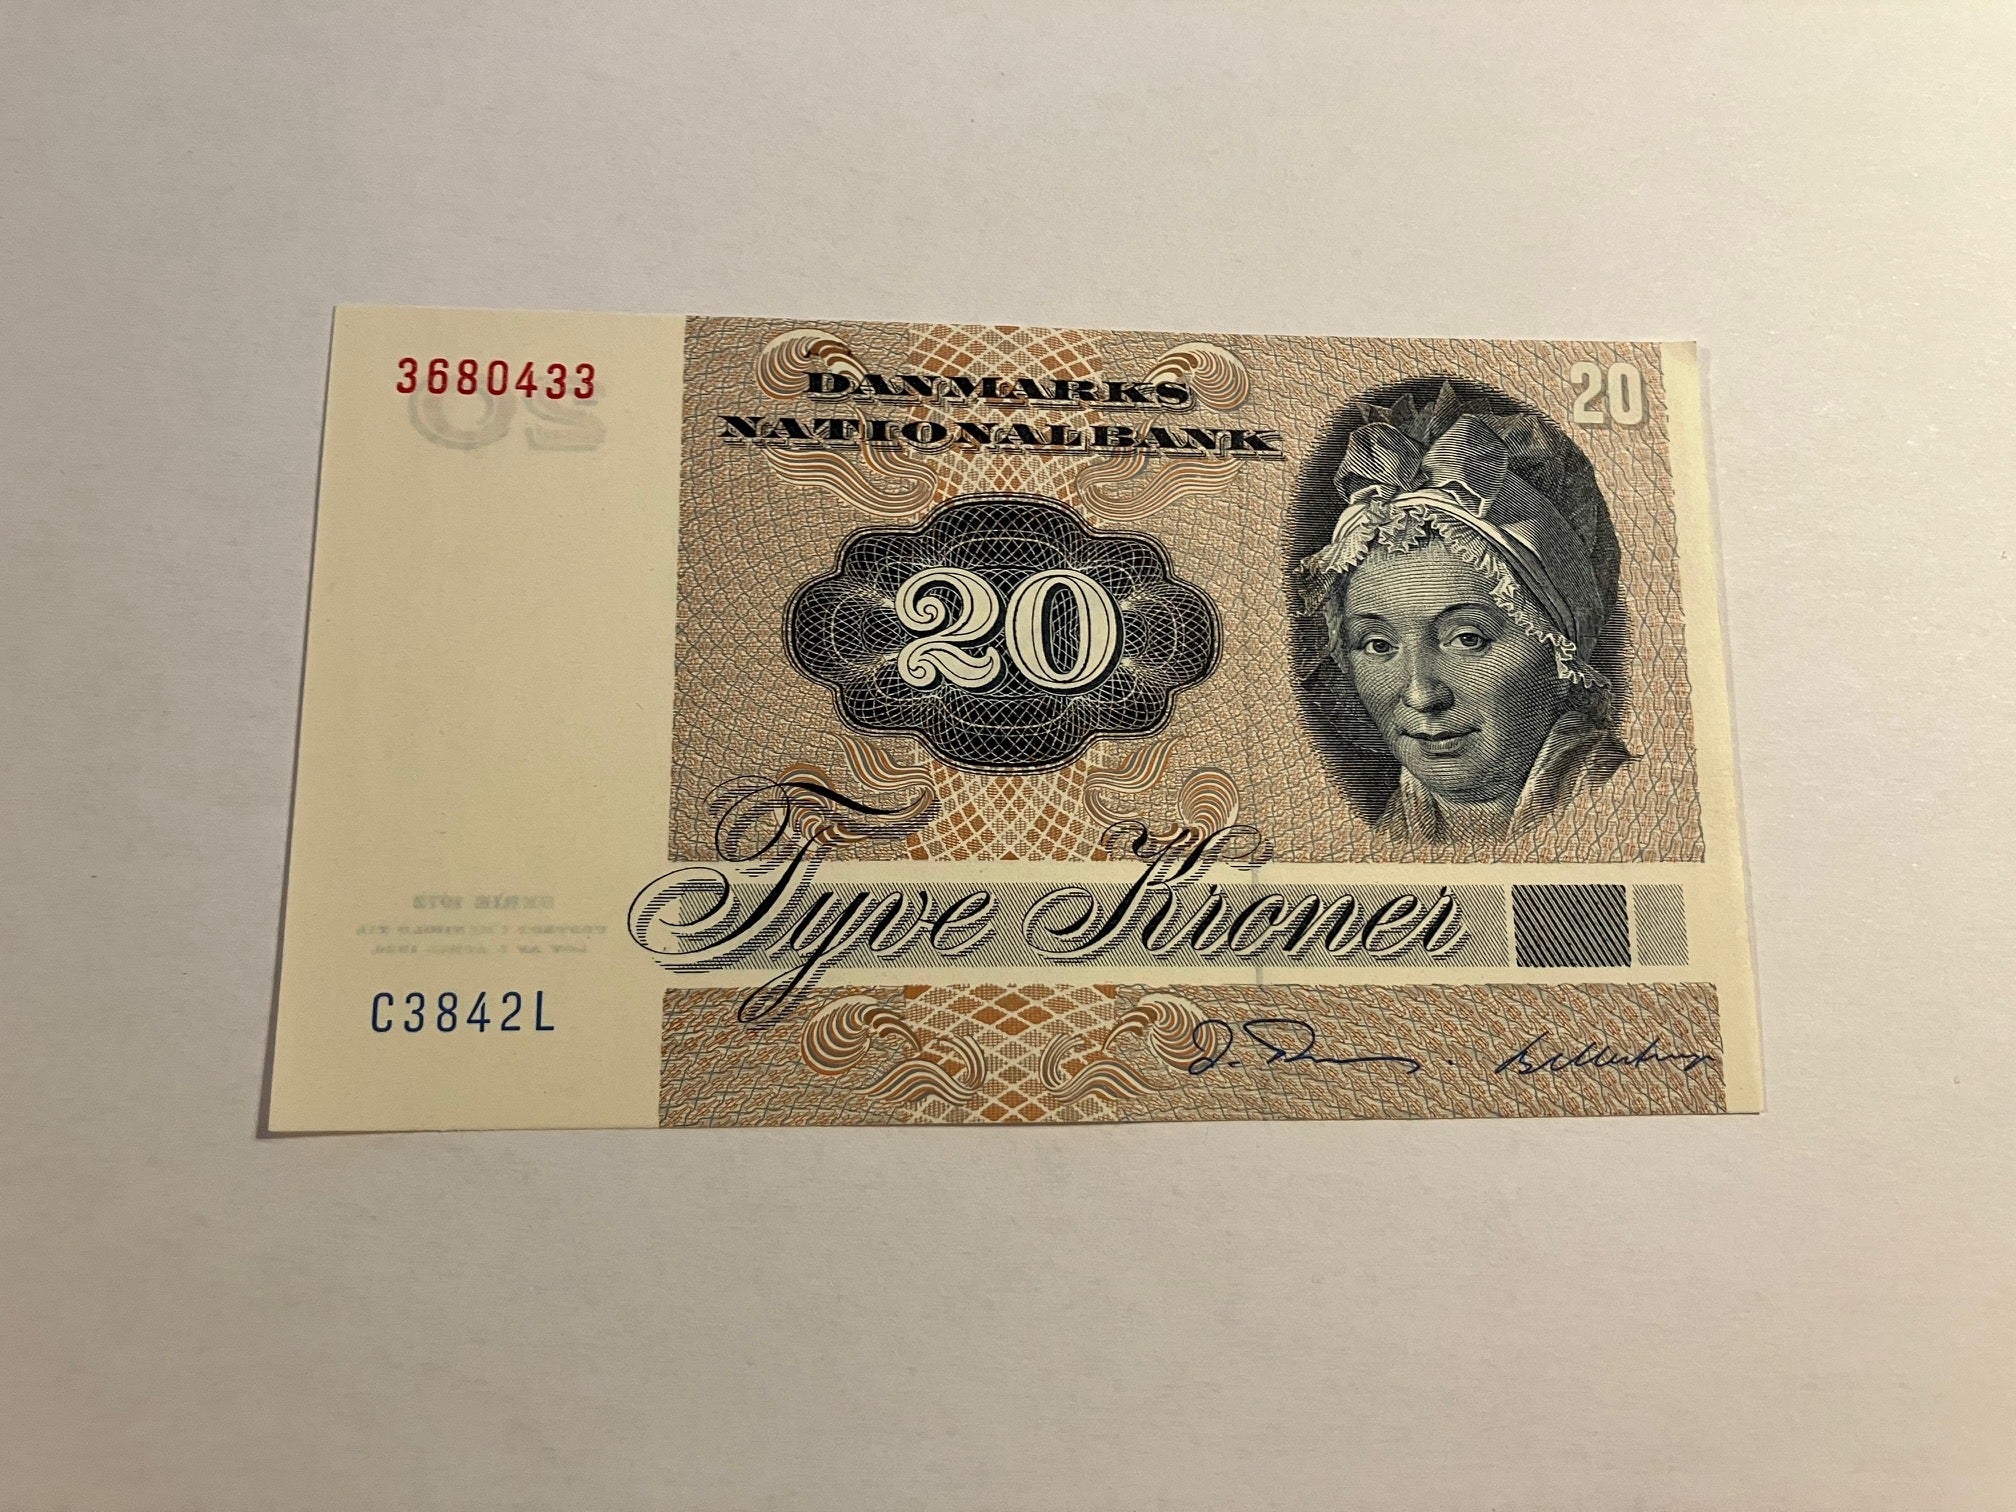 3680433
DANMARKS
NATIONALBANK
20
20
Tyve Kroner
C3842L